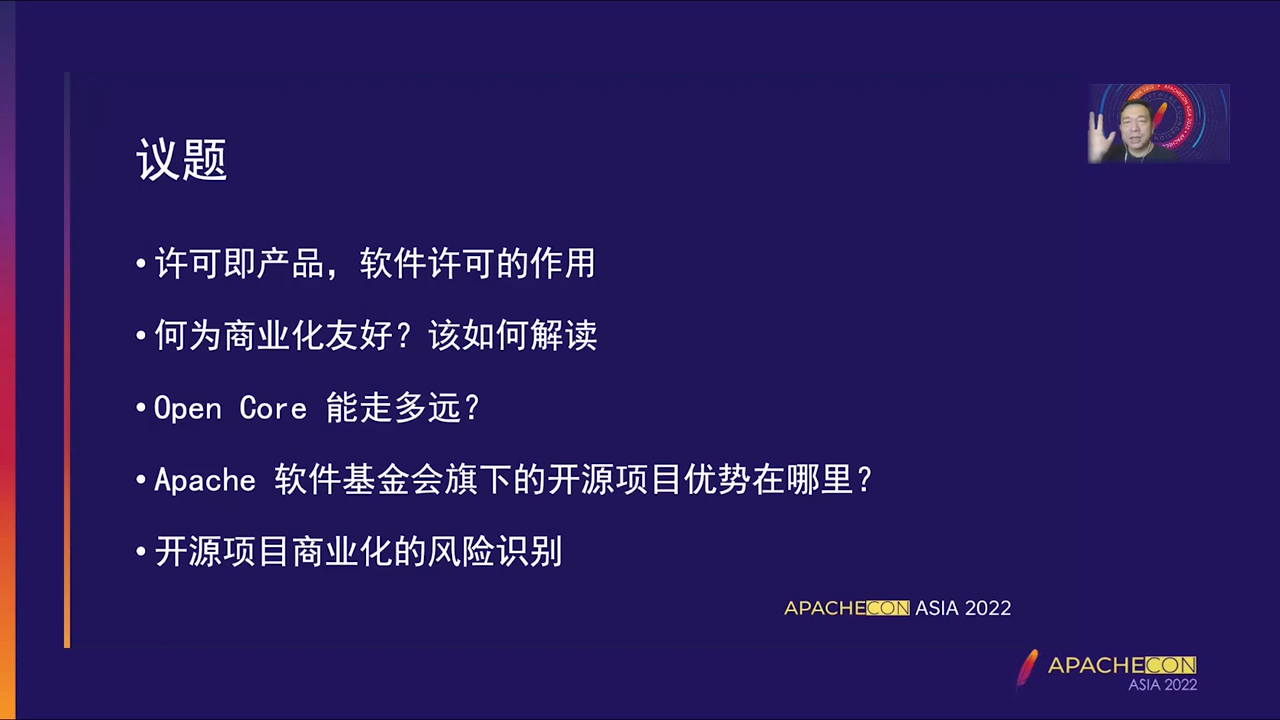 议题
• 许可即产品，软件许可的作用
• 何为商业化友好？该如何解读
• Open Core 能走多远？
• Apache 软件基金会旗下的开源项目优势在哪里？
• 开源项目商业化的风险识别
APACHECON ASIA 2022
APACHECON
ASIA 2022